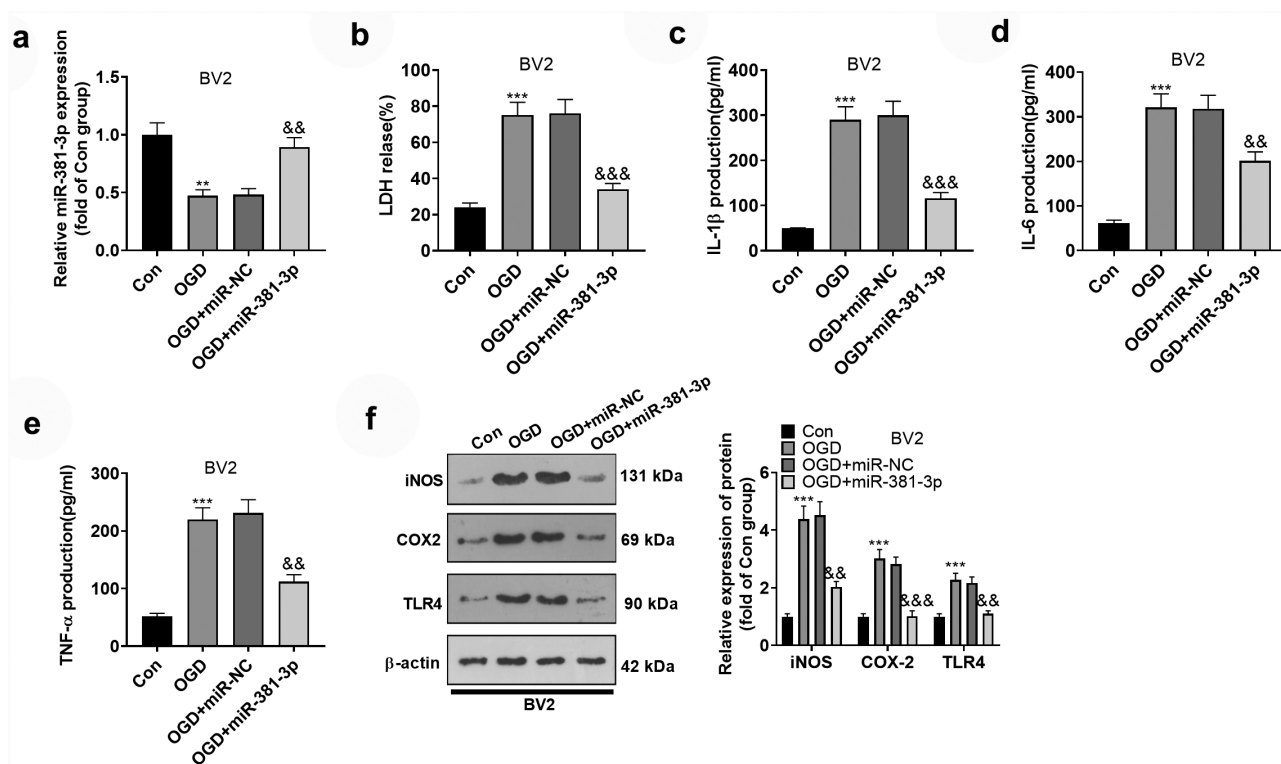 a
Relative miR-381-3p expression
(fold of Con group)
BV2
1.5
1.0
0.5
0.0
**
&&
Con
OGD
OGD+miR-NC
OGD+miR-381-3p
b
LDH relase(%)
BV2
100
80
60
40
20
0
***
&&&
Con
OGD
OGD+miR-NC
OGD+miR-381-3p
c
IL-1β production(pg/ml)
BV2
400
300
200
100
0
***
&&&
Con
OGD
OGD+miR-NC
OGD+miR-381-3p
d
IL-6 production(pg/ml)
BV2
400
300
200
100
0
***
&&
Con
OGD
OGD+miR-NC
OGD+miR-381-3p
e
TNF-α production(pg/ml)
BV2
300
200
100
0
***
&&
Con
OGD
OGD+miR-NC
OGD+miR-381-3p
f
Con
OGD
OGD+miR-NC
OGD+miR-381-3p
iNOS 131 kDa
COX2 69 kDa
TLR4 90 kDa
β-actin 42 kDa
BV2
Con
OGD
OGD+miR-NC
OGD+miR-381-3p
BV2
Relative expression of protein
(fold of Con group)
6
4
2
0
***
&&
***
&&&
***
&&
iNOS COX-2 TLR4